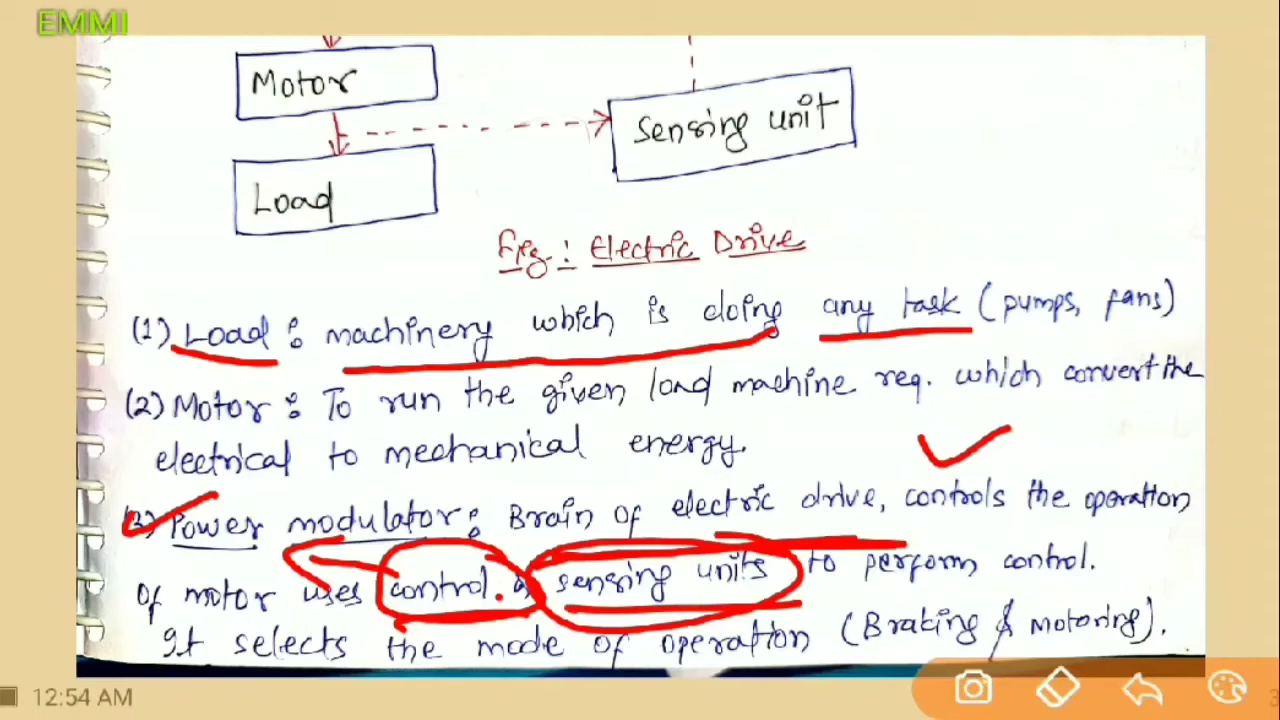 EMMI
Motor
Sensing unit
Load
Fig: Electric Drive
(1) Load: machinery which is doing any task (pumps, fans)
(2) Motor: To run the given load machine req. which convert the
electrical to mechanical energy.
(3) Power modulator: Brain of electric drive, controls the operation
of motor uses control & sensing units to perform control.
It selects the mode of operation (Braking & motoring).
12:54 AM